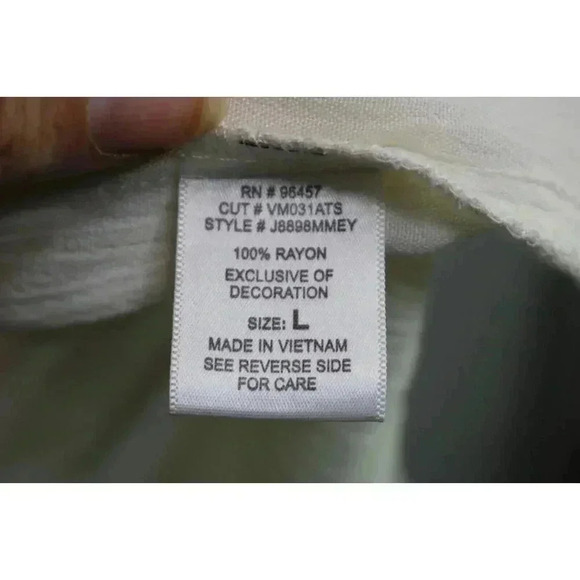 RN # 96457
CUT # VM031ATS
STYLE # J8898MMEY
100% RAYON
EXCLUSIVE OF
DECORATION
SIZE: L
MADE IN VIETNAM
SEE REVERSE SIDE
FOR CARE